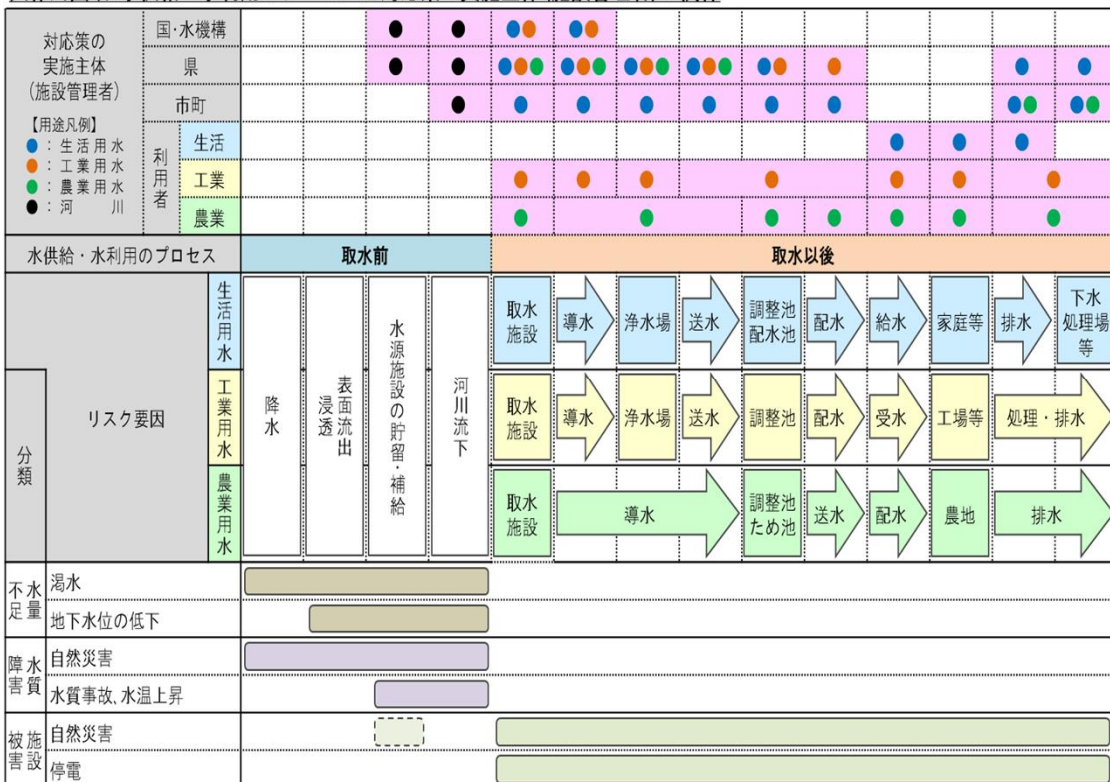 対応策の
実施主体
(施設管理者)
【用途凡例】
●：生活用水
●：工業用水
●：農業用水
●：河　　川
国・水機構
県
市町
利用者
生活
工業
農業
水供給・水利用のプロセス
取水前
取水以後
分類
リスク要因
生活用水
工業用水
農業用水
降水
表面流出
浸透
水源施設の貯留・補給
河川流下
取水
施設
導水
浄水場
送水
調整池
配水池
配水
給水
家庭等
排水
下水
処理場
等
取水
施設
導水
浄水場
送水
調整池
配水
受水
工場等
処理・排水
取水
施設
導水
調整池
ため池
送水
配水
農地
排水
水量
不足
渇水
地下水位の低下
水質
障害
自然災害
水質事故、水温上昇
施設
被害
自然災害
停電